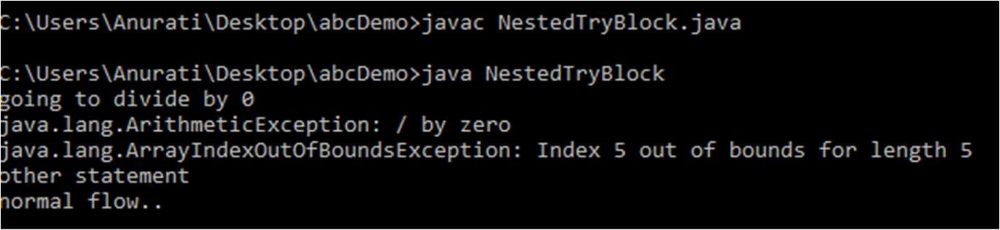 C:\Users\Anurati\Desktop\abcDemo>javac NestedTryBlock.java
C:\Users\Anurati\Desktop\abcDemo>java NestedTryBlock
going to divide by 0
java.lang.ArithmeticException: / by zero
java.lang.ArrayIndexOutOfBoundsException: Index 5 out of bounds for length 5
other statement
normal flow..